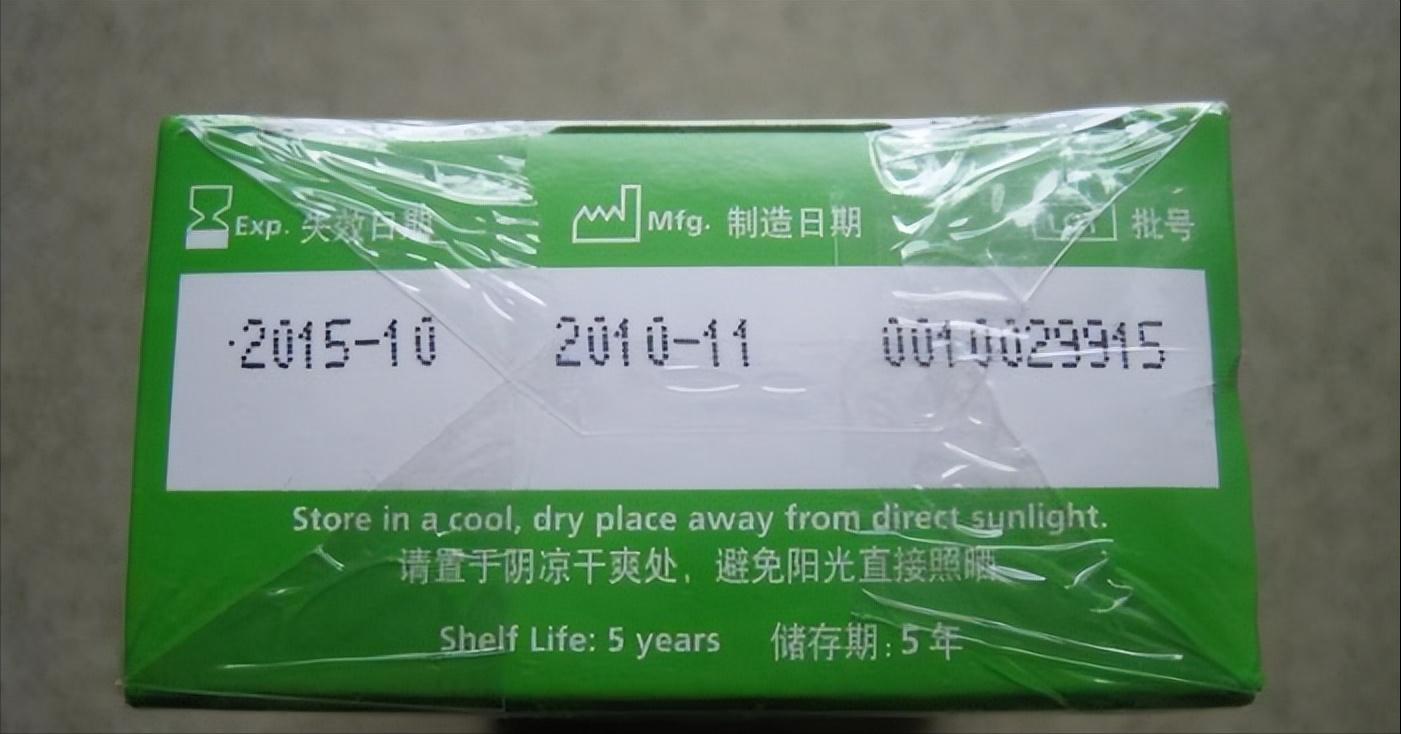 Exp. 失效日期 Mfg. 制造日期 LOT 批号
2015-10 2010-11 0010029915
Store in a cool, dry place away from direct sunlight.
请置于阴凉干爽处，避免阳光直接照晒
Shelf Life: 5 years 储存期: 5 年